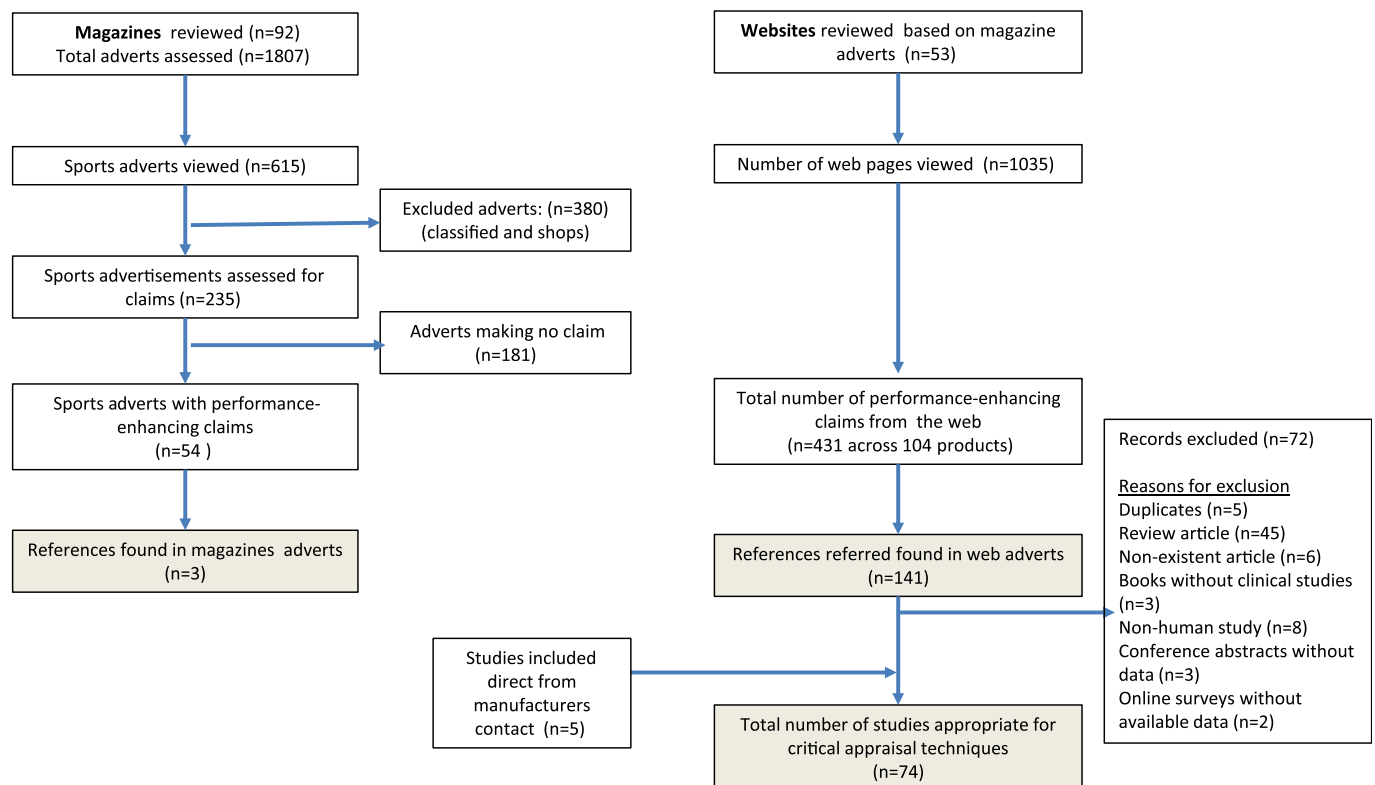 Magazines reviewed (n=92)
Total adverts assessed (n=1807)
Sports adverts viewed (n=615)
Excluded adverts: (n=380)
(classified and shops)
Sports advertisements assessed for
claims (n=235)
Adverts making no claim
(n=181)
Sports adverts with performance-
enhancing claims
(n=54 )
References found in magazines adverts
(n=3)
Websites reviewed based on magazine
adverts (n=53)
Number of web pages viewed (n=1035)
Total number of performance-enhancing
claims from the web
(n=431 across 104 products)
References referred found in web adverts
(n=141)
Records excluded (n=72)
Reasons for exclusion
Duplicates (n=5)
Review article (n=45)
Non-existent article (n=6)
Books without clinical studies
(n=3)
Non-human study (n=8)
Conference abstracts without
data (n=3)
Online surveys without
available data (n=2)
Studies included
direct from
manufacturers
contact (n=5)
Total number of studies appropriate for
critical appraisal techniques
(n=74)